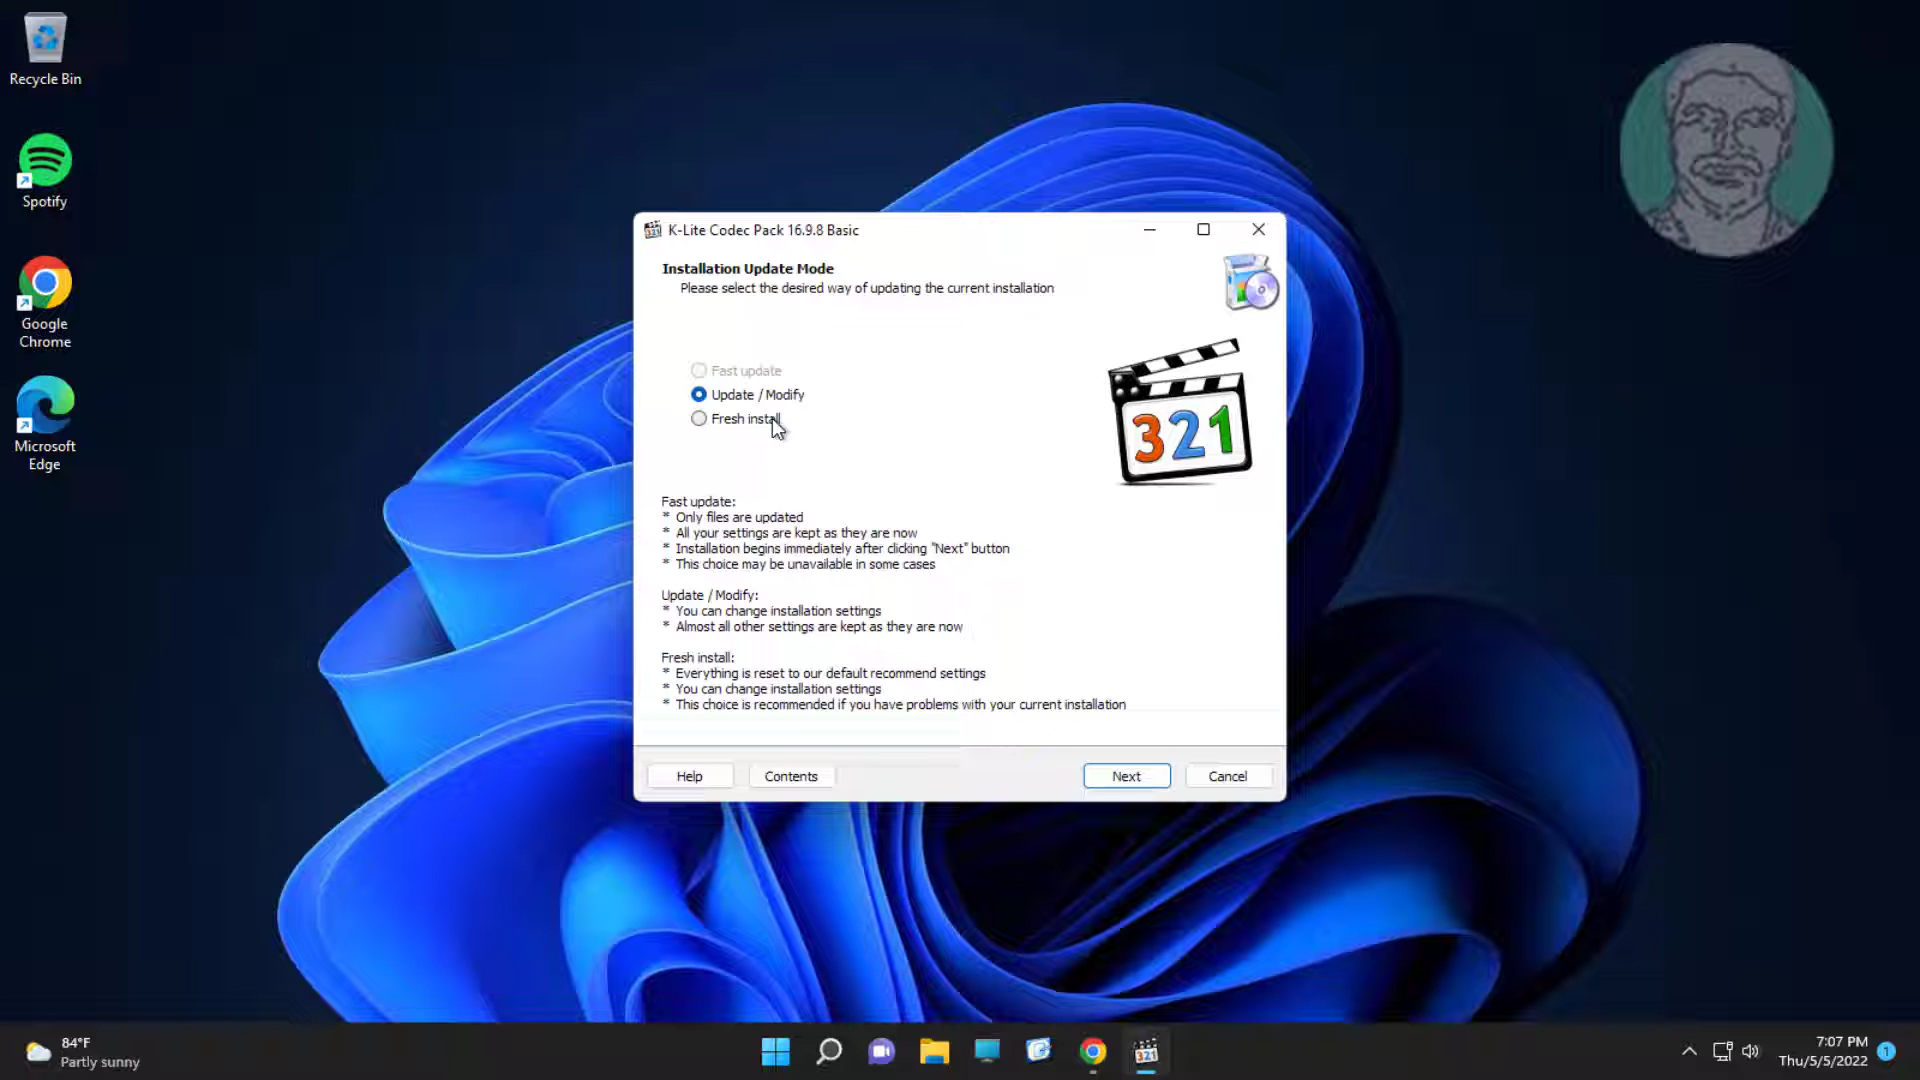 Recycle Bin
Spotify
Google
Chrome
Microsoft
Edge
K-Lite Codec Pack 16.9.8 Basic
Installation Update Mode
Please select the desired way of updating the current installation
Fast update
Update / Modify
Fresh install
321
Fast update:
* Only files are updated
* All your settings are kept as they are now
* Installation begins immediately after clicking "Next" button
* This choice may be unavailable in some cases
Update / Modify:
* You can change installation settings
* Almost all other settings are kept as they are now
Fresh install:
* Everything is reset to our default recommend settings
* You can change installation settings
* This choice is recommended if you have problems with your current installation
Help Contents Next Cancel
84°F
Partly sunny
321
7:07 PM
Thu/5/5/2022
1